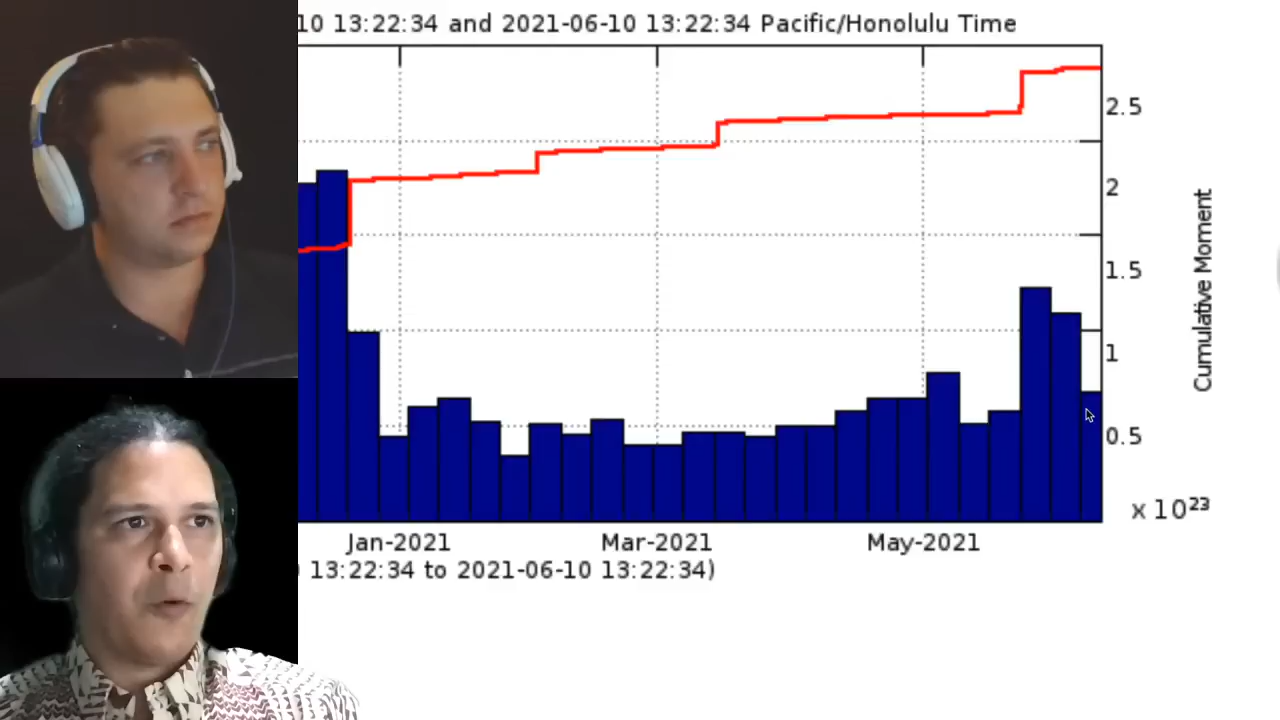 10 13:22:34 and 2021-06-10 13:22:34 Pacific/Honolulu Time
2.5
2
1.5
1
0.5
Cumulative Moment
x 10²³
Jan-2021
Mar-2021
May-2021
13:22:34 to 2021-06-10 13:22:34)